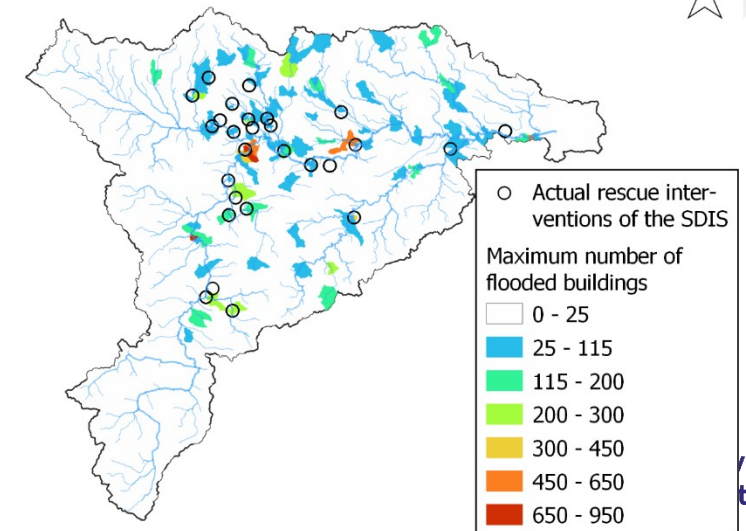 Actual rescue inter-
ventions of the SDIS
Maximum number of
flooded buildings
0 - 25
25 - 115
115 - 200
200 - 300
300 - 450
450 - 650
650 - 950